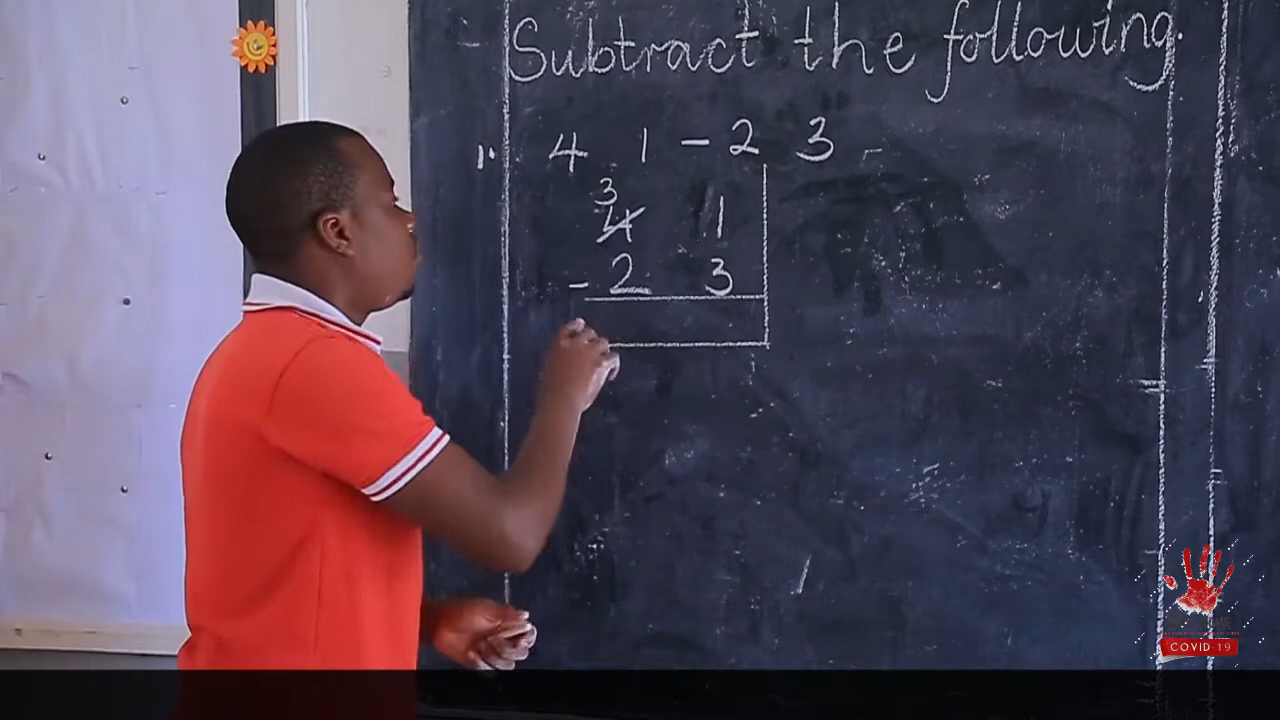 Subtract the following.
1. 4 1 - 2 3
3
4 1
- 2 3
COVID-19